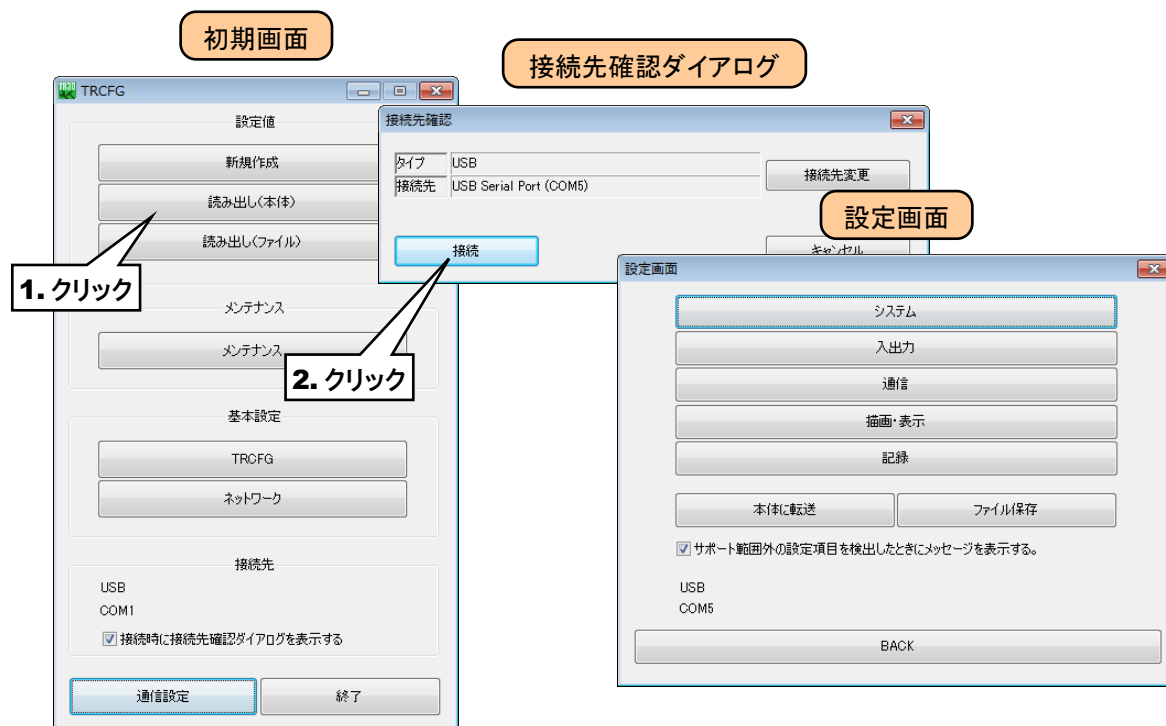 初期画面
接続先確認ダイアログ
TRCFG
設定値
新規作成
読み出し(本体)
読み出し(ファイル)
1. クリック
メンテナンス
メンテナンス
2. クリック
基本設定
TRCFG
ネットワーク
接続先
USB
COM1
接続時に接続先確認ダイアログを表示する
通信設定
終了
接続先確認
タイプ USB
接続先 USB Serial Port (COM5)
接続先変更
接続
キャンセル
設定画面
設定画面
システム
入出力
通信
描画・表示
記録
本体に転送
ファイル保存
サポート範囲外の設定項目を検出したときにメッセージを表示する。
USB
COM5
BACK